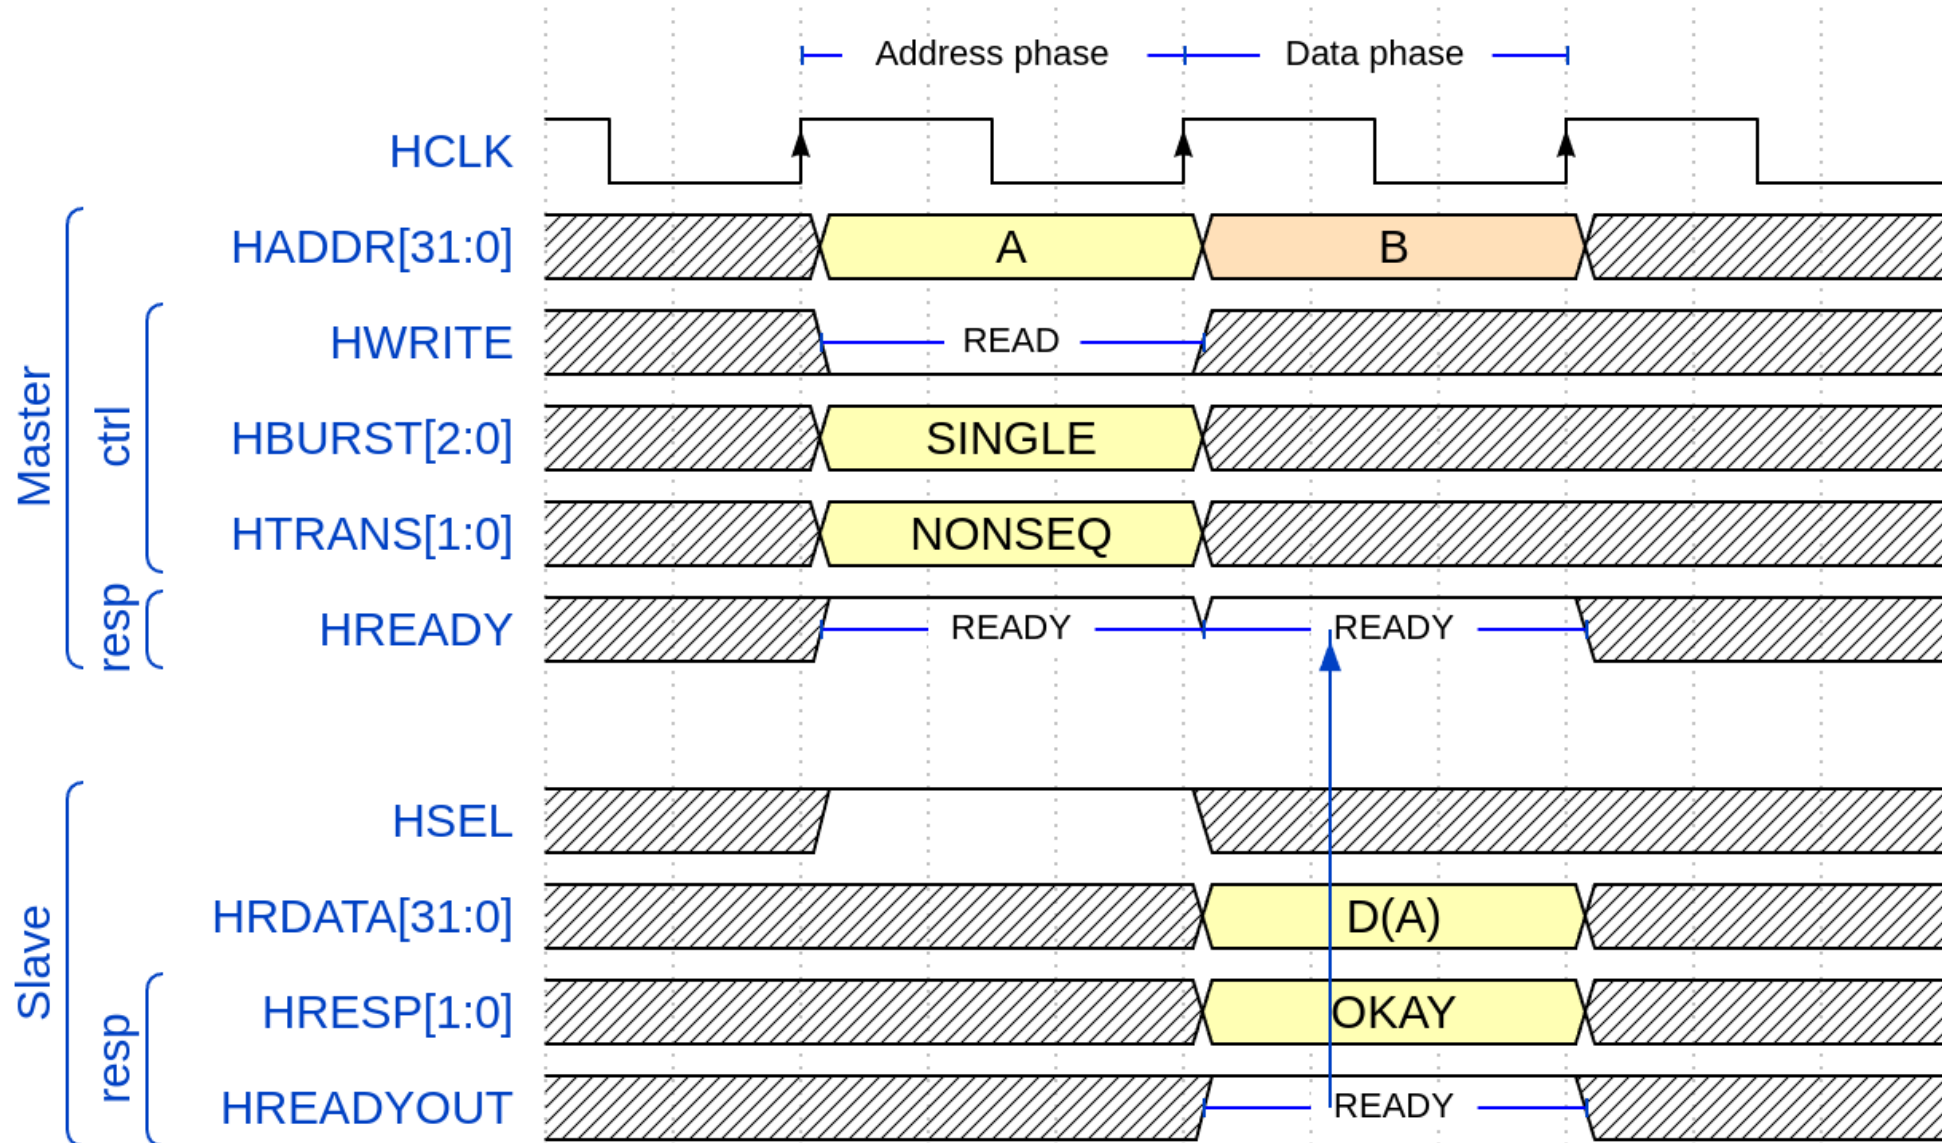 Address phase Data phase
HCLK
HADDR[31:0] A B
HWRITE READ
HBURST[2:0] SINGLE
HTRANS[1:0] NONSEQ
HREADY READY READY
Master
ctrl
resp
HSEL
HRDATA[31:0] D(A)
HRESP[1:0] OKAY
HREADYOUT READY
Slave
resp